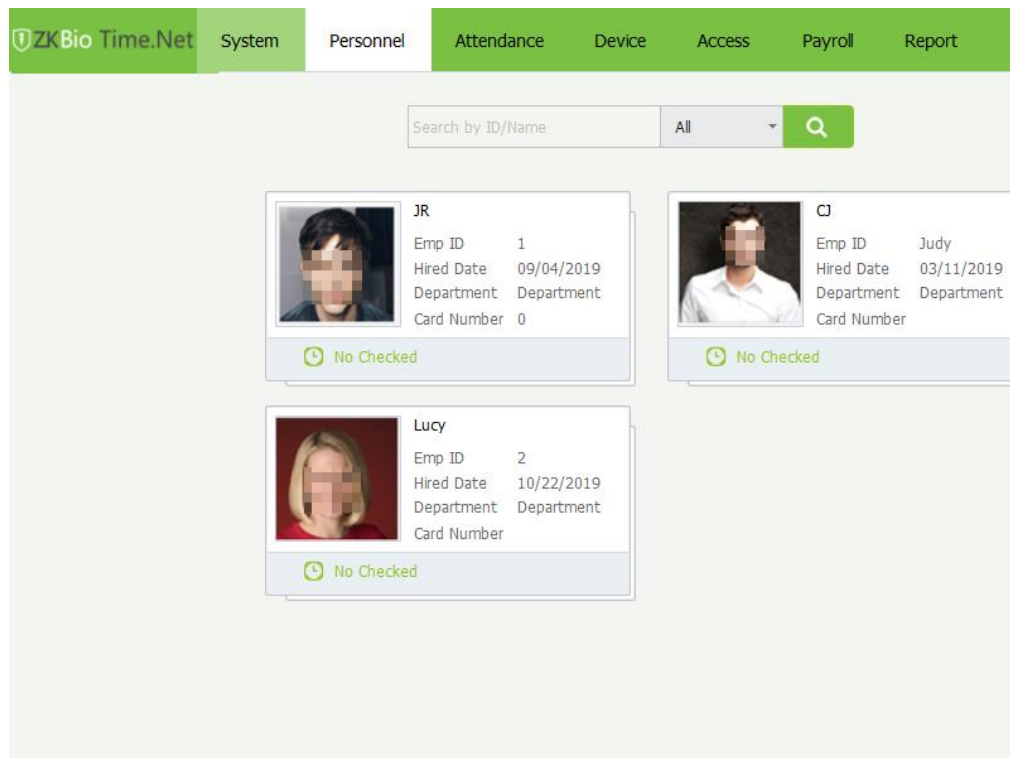 ZKBio Time.Net System Personnel Attendance Device Access Payroll Report
Search by ID/Name All
JR
Emp ID 1
Hired Date 09/04/2019
Department Department
Card Number 0
No Checked
CJ
Emp ID Judy
Hired Date 03/11/2019
Department Department
Card Number
No Checked
Lucy
Emp ID 2
Hired Date 10/22/2019
Department Department
Card Number
No Checked